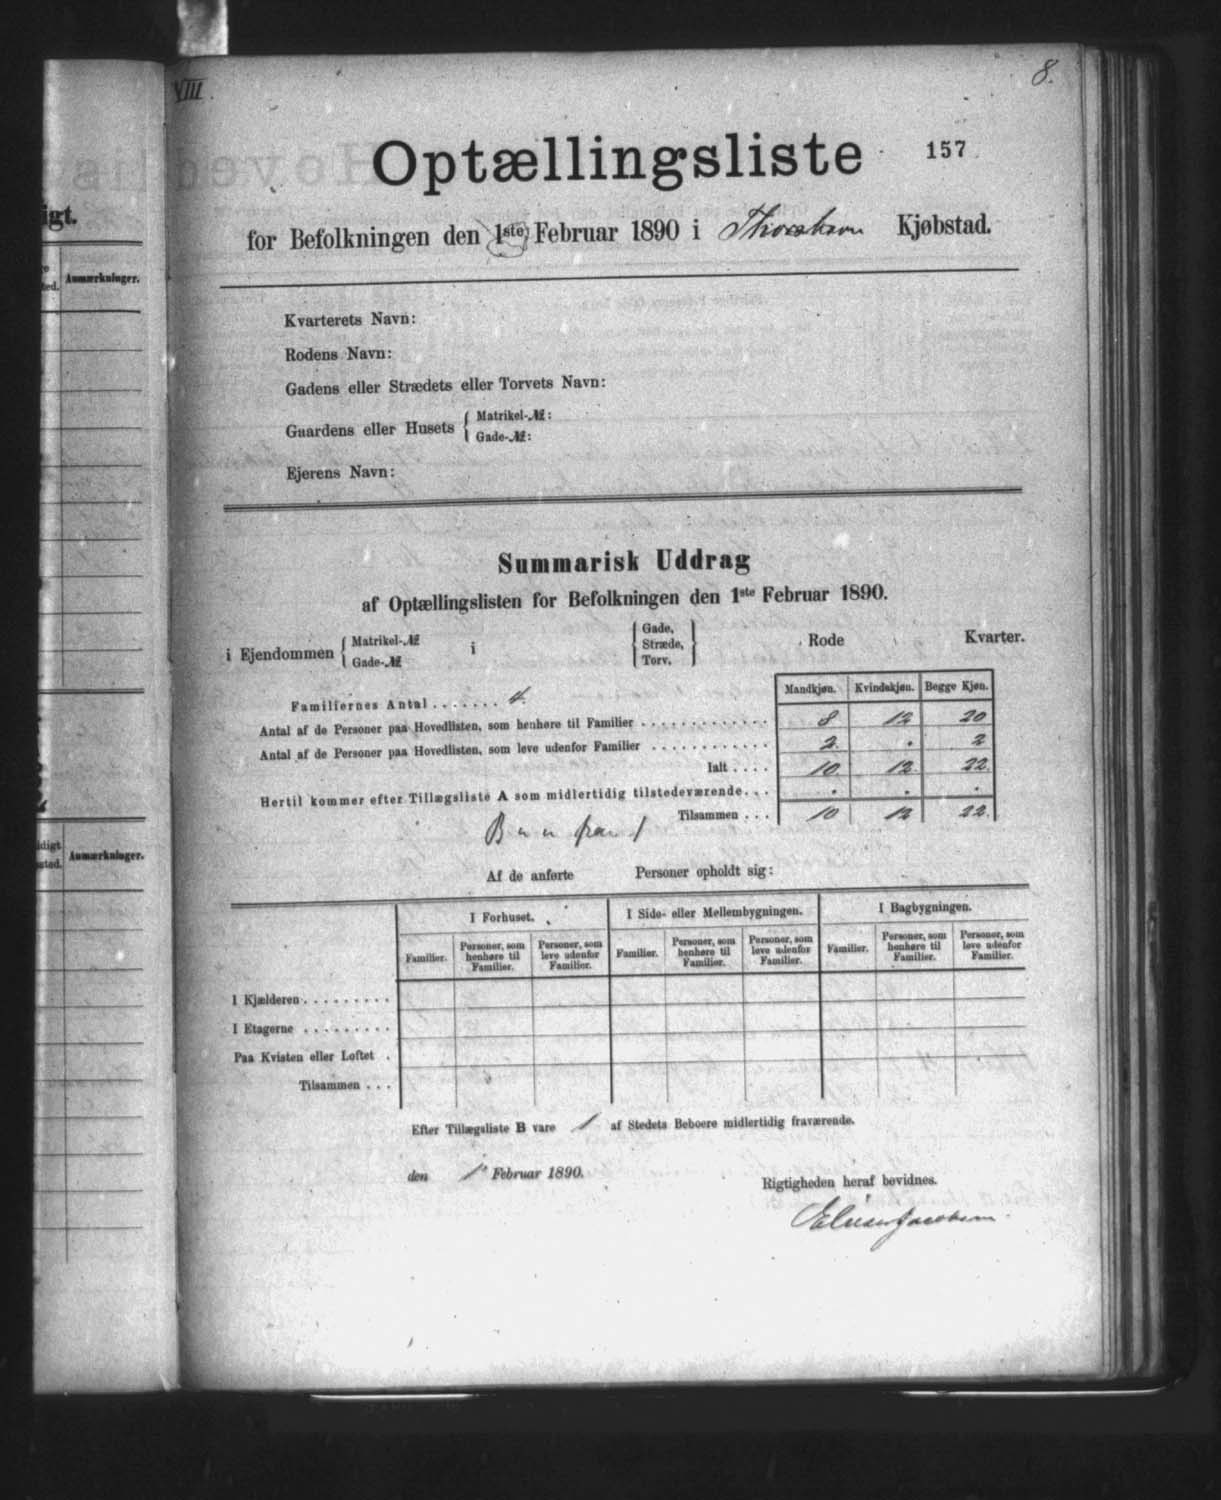 VIII.
8.
Optællingsliste
157
for Befolkningen den 1ste Februar 1890 i Thorshavn Kjøbstad.
Kvarterets Navn:
Rodens Navn:
Gadens eller Strædets eller Torvets Navn:
Gaardens eller Husets { Matrikel-№:
Gade-№:
Ejerens Navn:
Summarisk Uddrag
af Optællingslisten for Befolkningen den 1ste Februar 1890.
i Ejendommen { Matrikel-№ Gade-№ i { Gade, Stræde, Torv, } Rode Kvarter.
Mandkjøn. Kvindekjøn. Begge Kjøn.
Familiernes Antal . . . . . . . 4.
Antal af de Personer paa Hovedlisten, som henhøre til Familier . . . . 8 12 20
Antal af de Personer paa Hovedlisten, som leve udenfor Familier . . . . 2. . 2
Ialt . . . . 10 12. 22.
Hertil kommer efter Tillægsliste A som midlertidig tilstedeværende. . . . . .
Tilsammen . . . 10 12 22.
B " " fra 1
Af de anførte Personer opholdt sig:
I Forhuset. I Side- eller Mellembygningen. I Bagbygningen.
Familier. Personer, som henhøre til Familier. Personer, som leve udenfor Familier. Familier. Personer, som henhøre til Familier. Personer, som leve udenfor Familier. Familier. Personer, som henhøre til Familier. Personer, som leve udenfor Familier.
I Kjælderen . . . . . . . . .
I Etagerne . . . . . . . . .
Paa Kvisten eller Loftet .
Tilsammen . . .
Efter Tillægsliste B vare 1 af Stedets Beboere midlertidig fraværende.
den 1. Februar 1890.
Rigtigheden heraf bevidnes.
Jacobsen
igt.
Anmærkninger.
Anmærkninger.